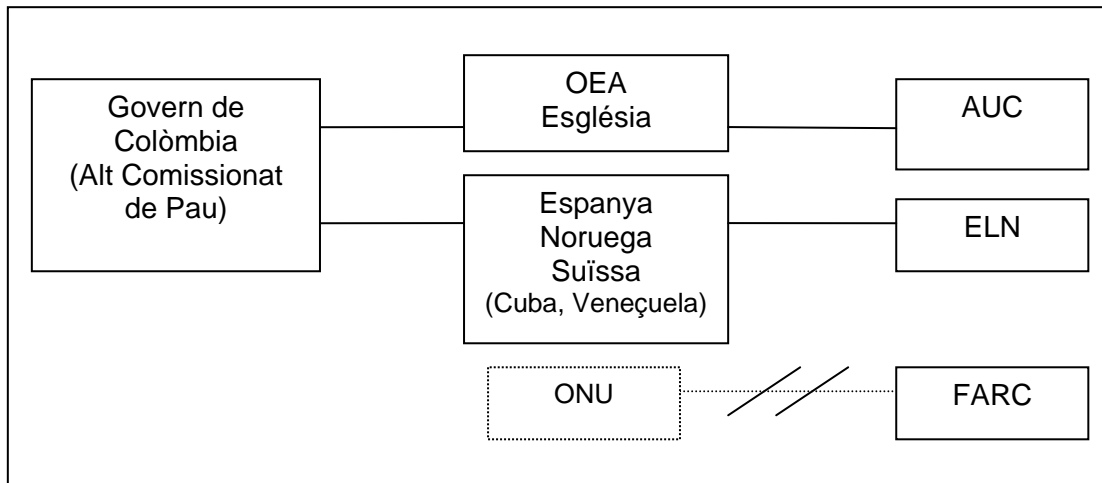 Govern de
Colòmbia
(Alt Comissionat
de Pau)
OEA
Església
AUC
Espanya
Noruega
Suïssa
(Cuba, Veneçuela)
ELN
ONU
FARC